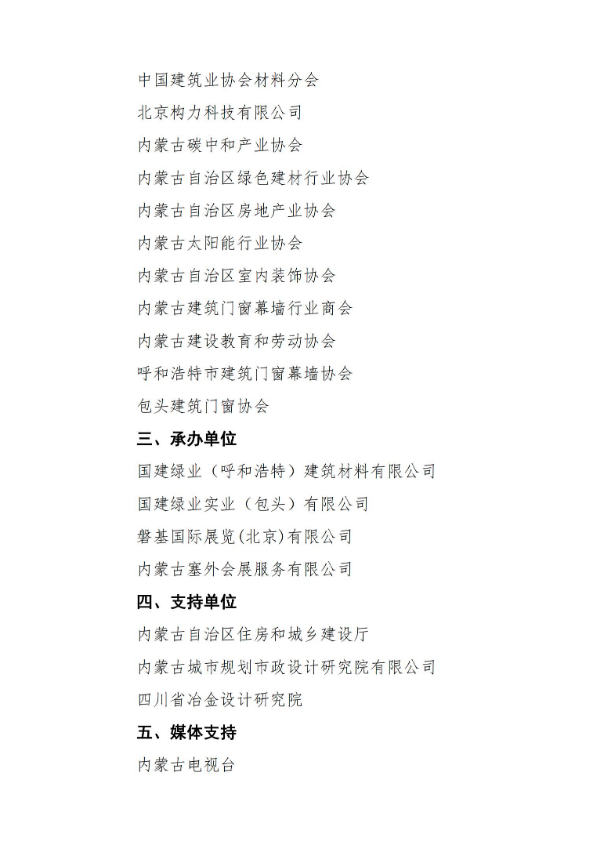 中国建筑业协会材料分会
北京构力科技有限公司
内蒙古碳中和产业协会
内蒙古自治区绿色建材行业协会
内蒙古自治区房地产业协会
内蒙古太阳能行业协会
内蒙古自治区室内装饰协会
内蒙古建筑门窗幕墙行业商会
内蒙古建设教育和劳动协会
呼和浩特市建筑门窗幕墙协会
包头建筑门窗协会
三、承办单位
国建绿业（呼和浩特）建筑材料有限公司
国建绿业实业（包头）有限公司
磐基国际展览(北京)有限公司
内蒙古塞外会展服务有限公司
四、支持单位
内蒙古自治区住房和城乡建设厅
内蒙古城市规划市政设计研究院有限公司
四川省冶金设计研究院
五、媒体支持
内蒙古电视台